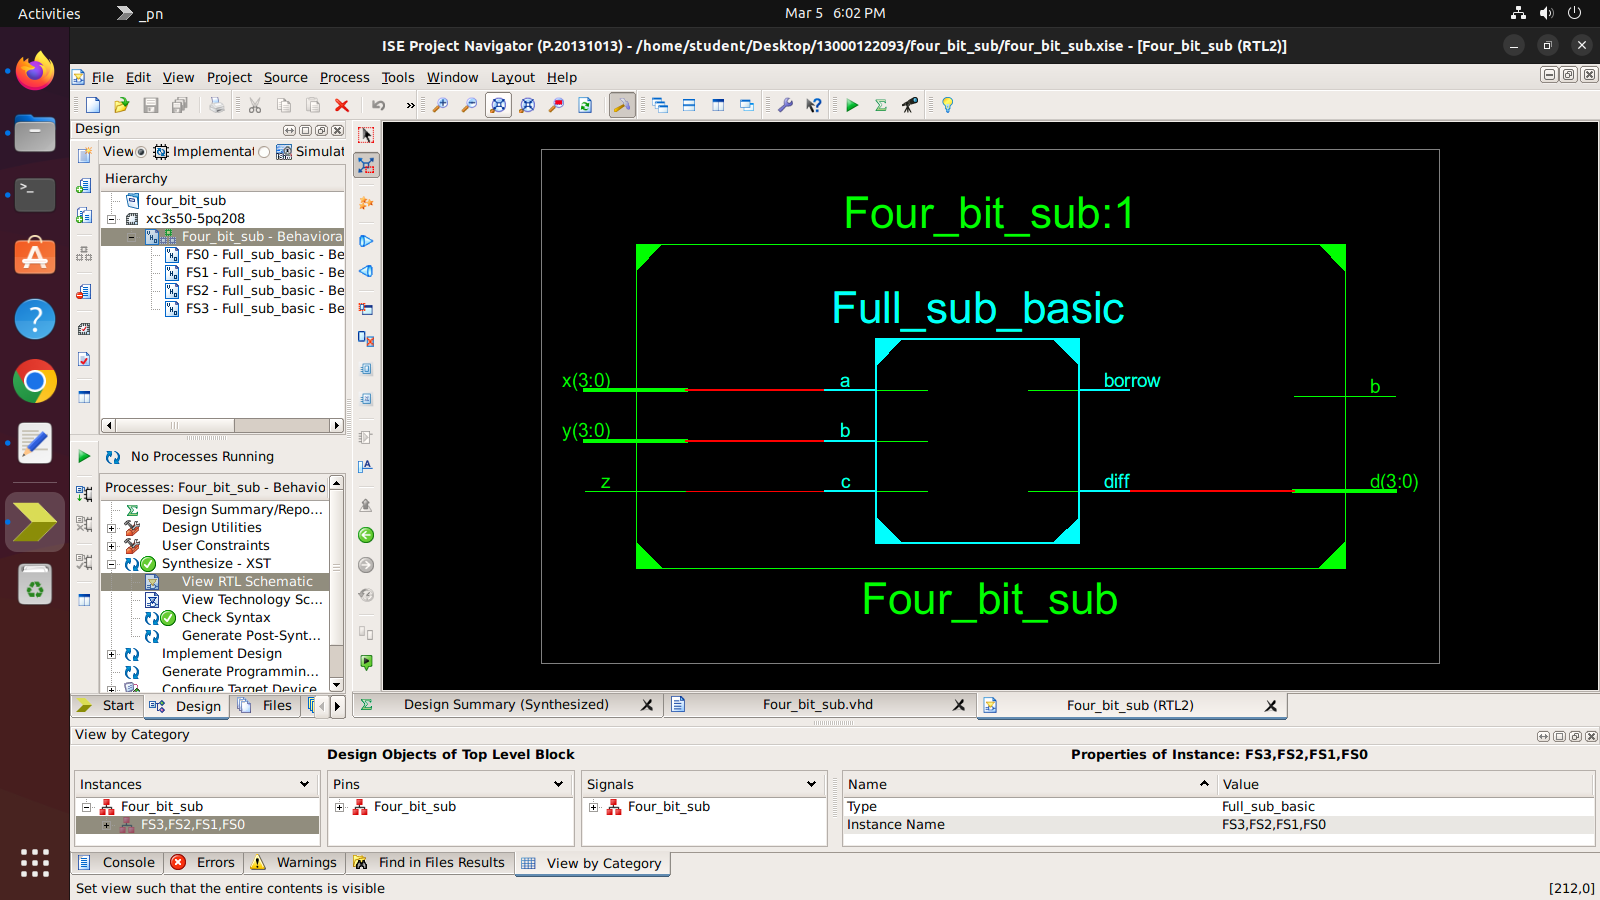 Activities
_pn
Mar 5 6:02 PM
ISE Project Navigator (P.20131013) - /home/student/Desktop/13000122093/four_bit_sub/four_bit_sub.xise - [Four_bit_sub (RTL2)]
File Edit View Project Source Process Tools Window Layout Help
Design
View Implementat Simulat
Hierarchy
four_bit_sub
xc3s50-5pq208
Four_bit_sub - Behaviora
FS0 - Full_sub_basic - Be
FS1 - Full_sub_basic - Be
FS2 - Full_sub_basic - Be
FS3 - Full_sub_basic - Be
No Processes Running
Processes: Four_bit_sub - Behavio
Design Summary/Repo...
Design Utilities
User Constraints
Synthesize - XST
View RTL Schematic
View Technology Sc...
Check Syntax
Generate Post-Synt...
Implement Design
Generate Programmin...
Configure Target Device
Start Design Files
Four_bit_sub:1
Full_sub_basic
x(3:0) a borrow b
y(3:0) b
z c diff d(3:0)
Four_bit_sub
Design Summary (Synthesized)
Four_bit_sub.vhd
Four_bit_sub (RTL2)
View by Category
Design Objects of Top Level Block
Properties of Instance: FS3,FS2,FS1,FS0
Instances Pins Signals Name Value
Four_bit_sub Four_bit_sub Four_bit_sub Type Full_sub_basic
FS3,FS2,FS1,FS0 Instance Name FS3,FS2,FS1,FS0
Console Errors Warnings Find in Files Results View by Category
Set view such that the entire contents is visible
[212,0]